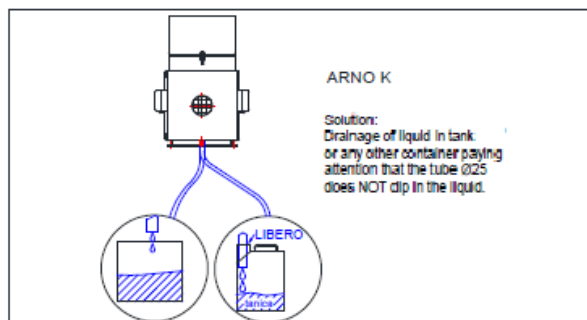 ARNO K
Solution:
Drainage of liquid in tank
or any other container paying
attention that the tube Ø25
does NOT dip in the liquid.
LIBERO
tanica